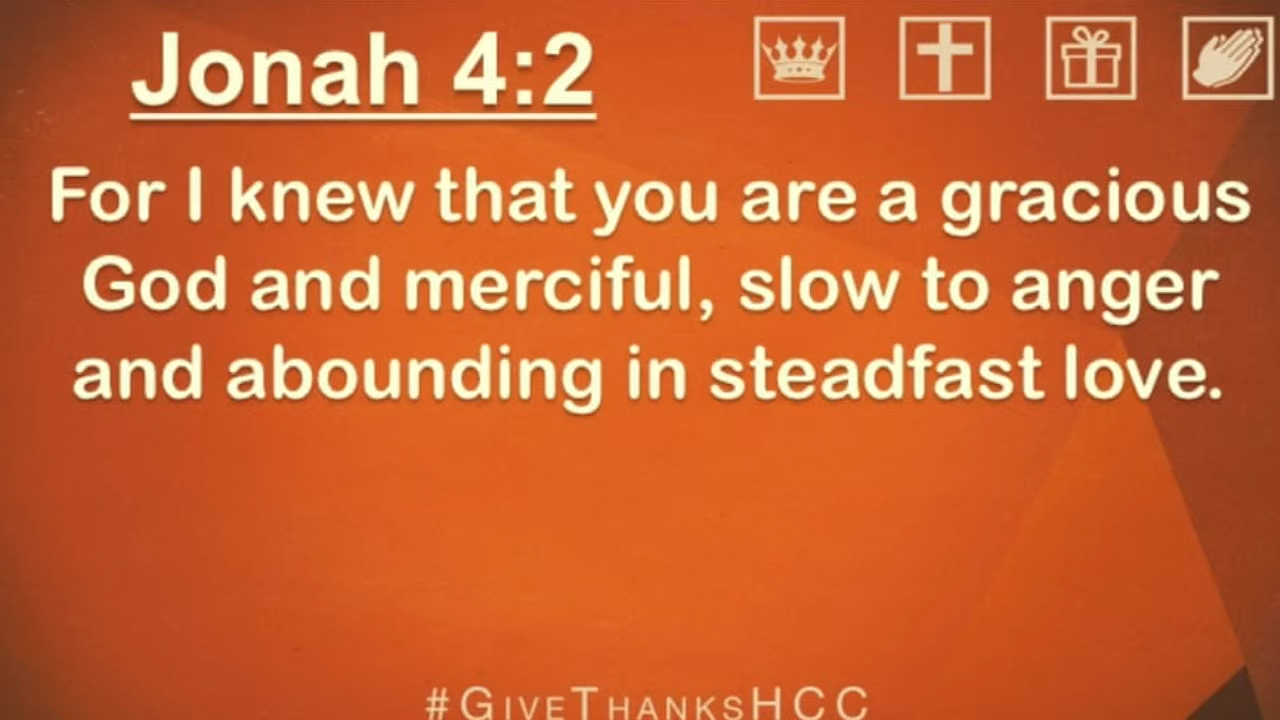 Jonah 4:2
For I knew that you are a gracious
God and merciful, slow to anger
and abounding in steadfast love.
#GIVETHANKSHCC